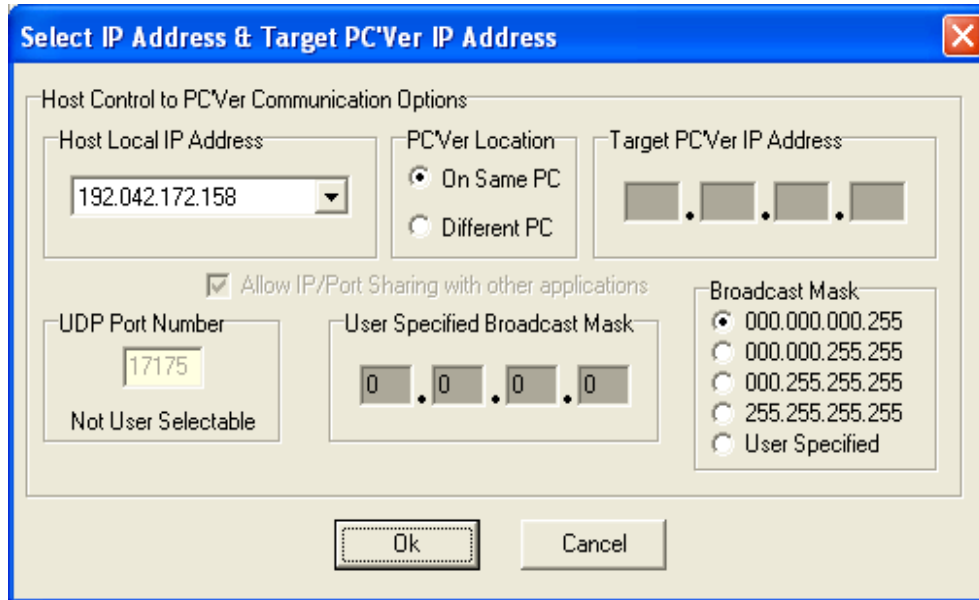 Select IP Address & Target PC'Ver IP Address
Host Control to PC'Ver Communication Options
Host Local IP Address
192.042.172.158
PC'Ver Location
On Same PC
Different PC
Target PC'Ver IP Address
. . .
Allow IP/Port Sharing with other applications
UDP Port Number
17175
Not User Selectable
User Specified Broadcast Mask
0 . 0 . 0 . 0
Broadcast Mask
000.000.000.255
000.000.255.255
000.255.255.255
255.255.255.255
User Specified
Ok
Cancel